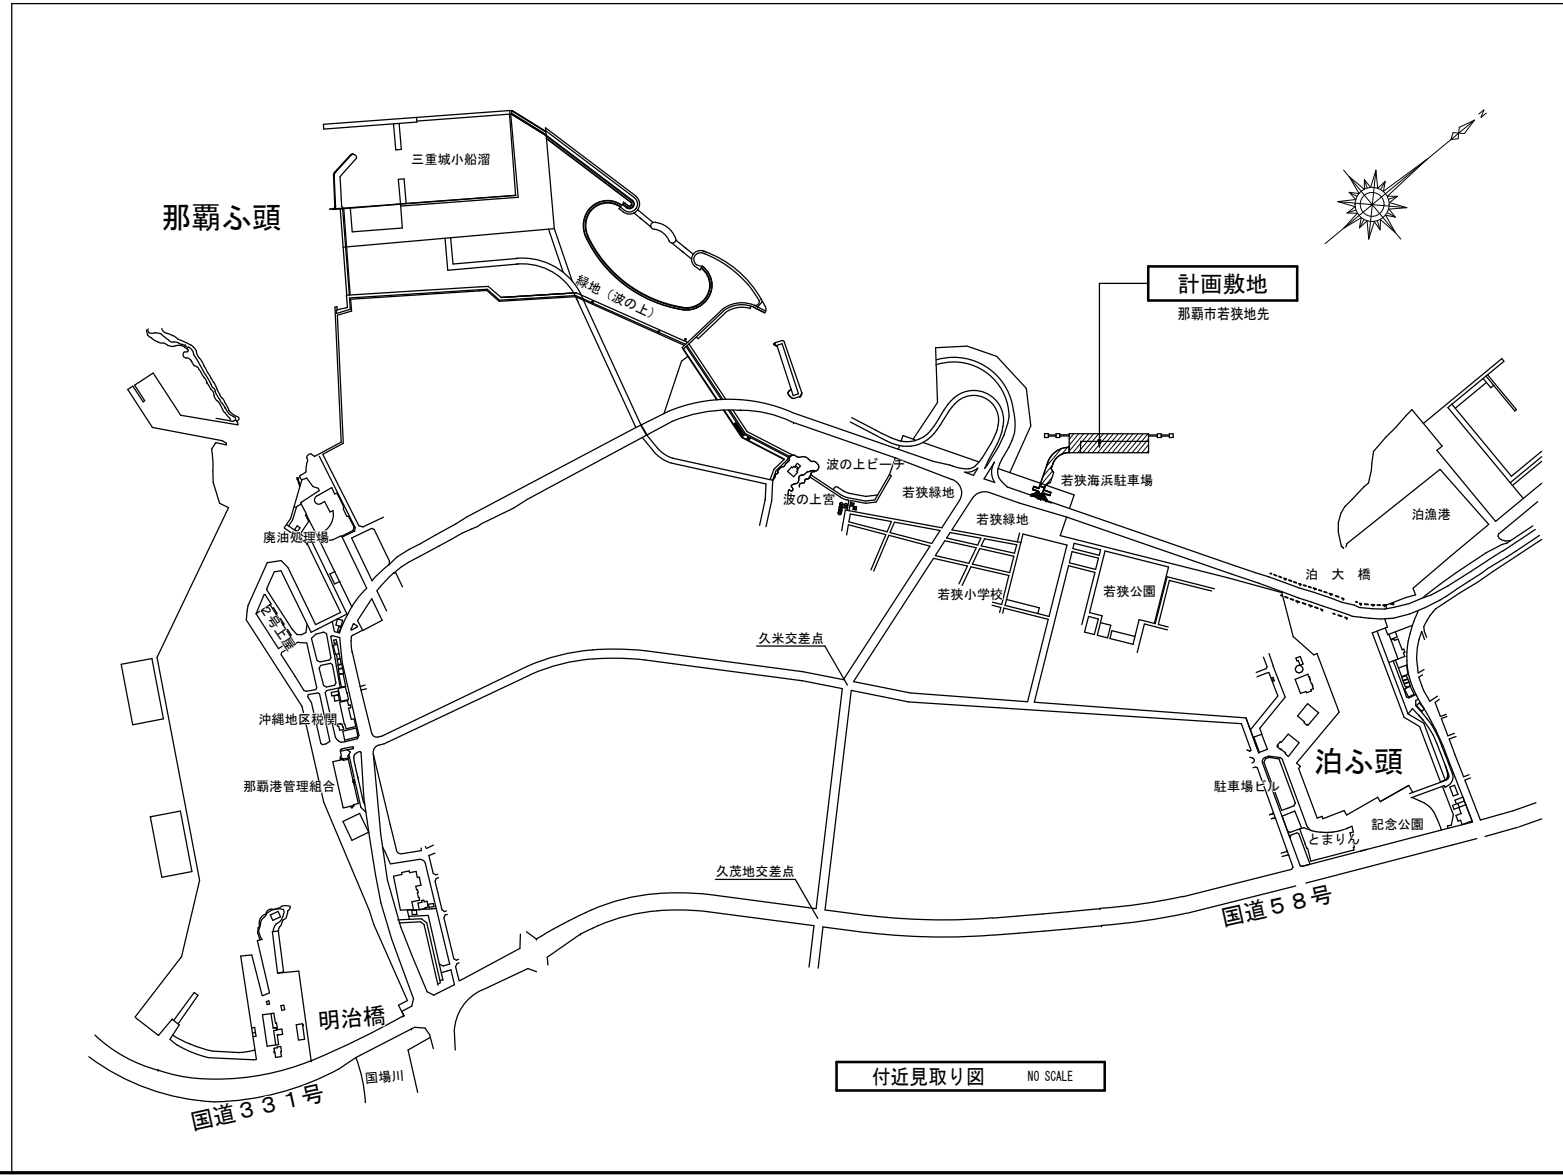 N
三重城小船溜
那覇ふ頭
計画敷地
緑地（波の上）
那覇市若狭地先
波の上ビーチ
若狭海浜駐車場
波の上宮
若狭緑地
若狭緑地
泊漁港
廃油処理場
泊 大 橋
若狭小学校
若狭公園
2号上屋
久米交差点
沖縄地区税関
泊ふ頭
那覇港管理組合
駐車場ビル
記念公園
とまりん
久茂地交差点
国道５８号
明治橋
国場川
付近見取り図 NO SCALE
国道３３１号